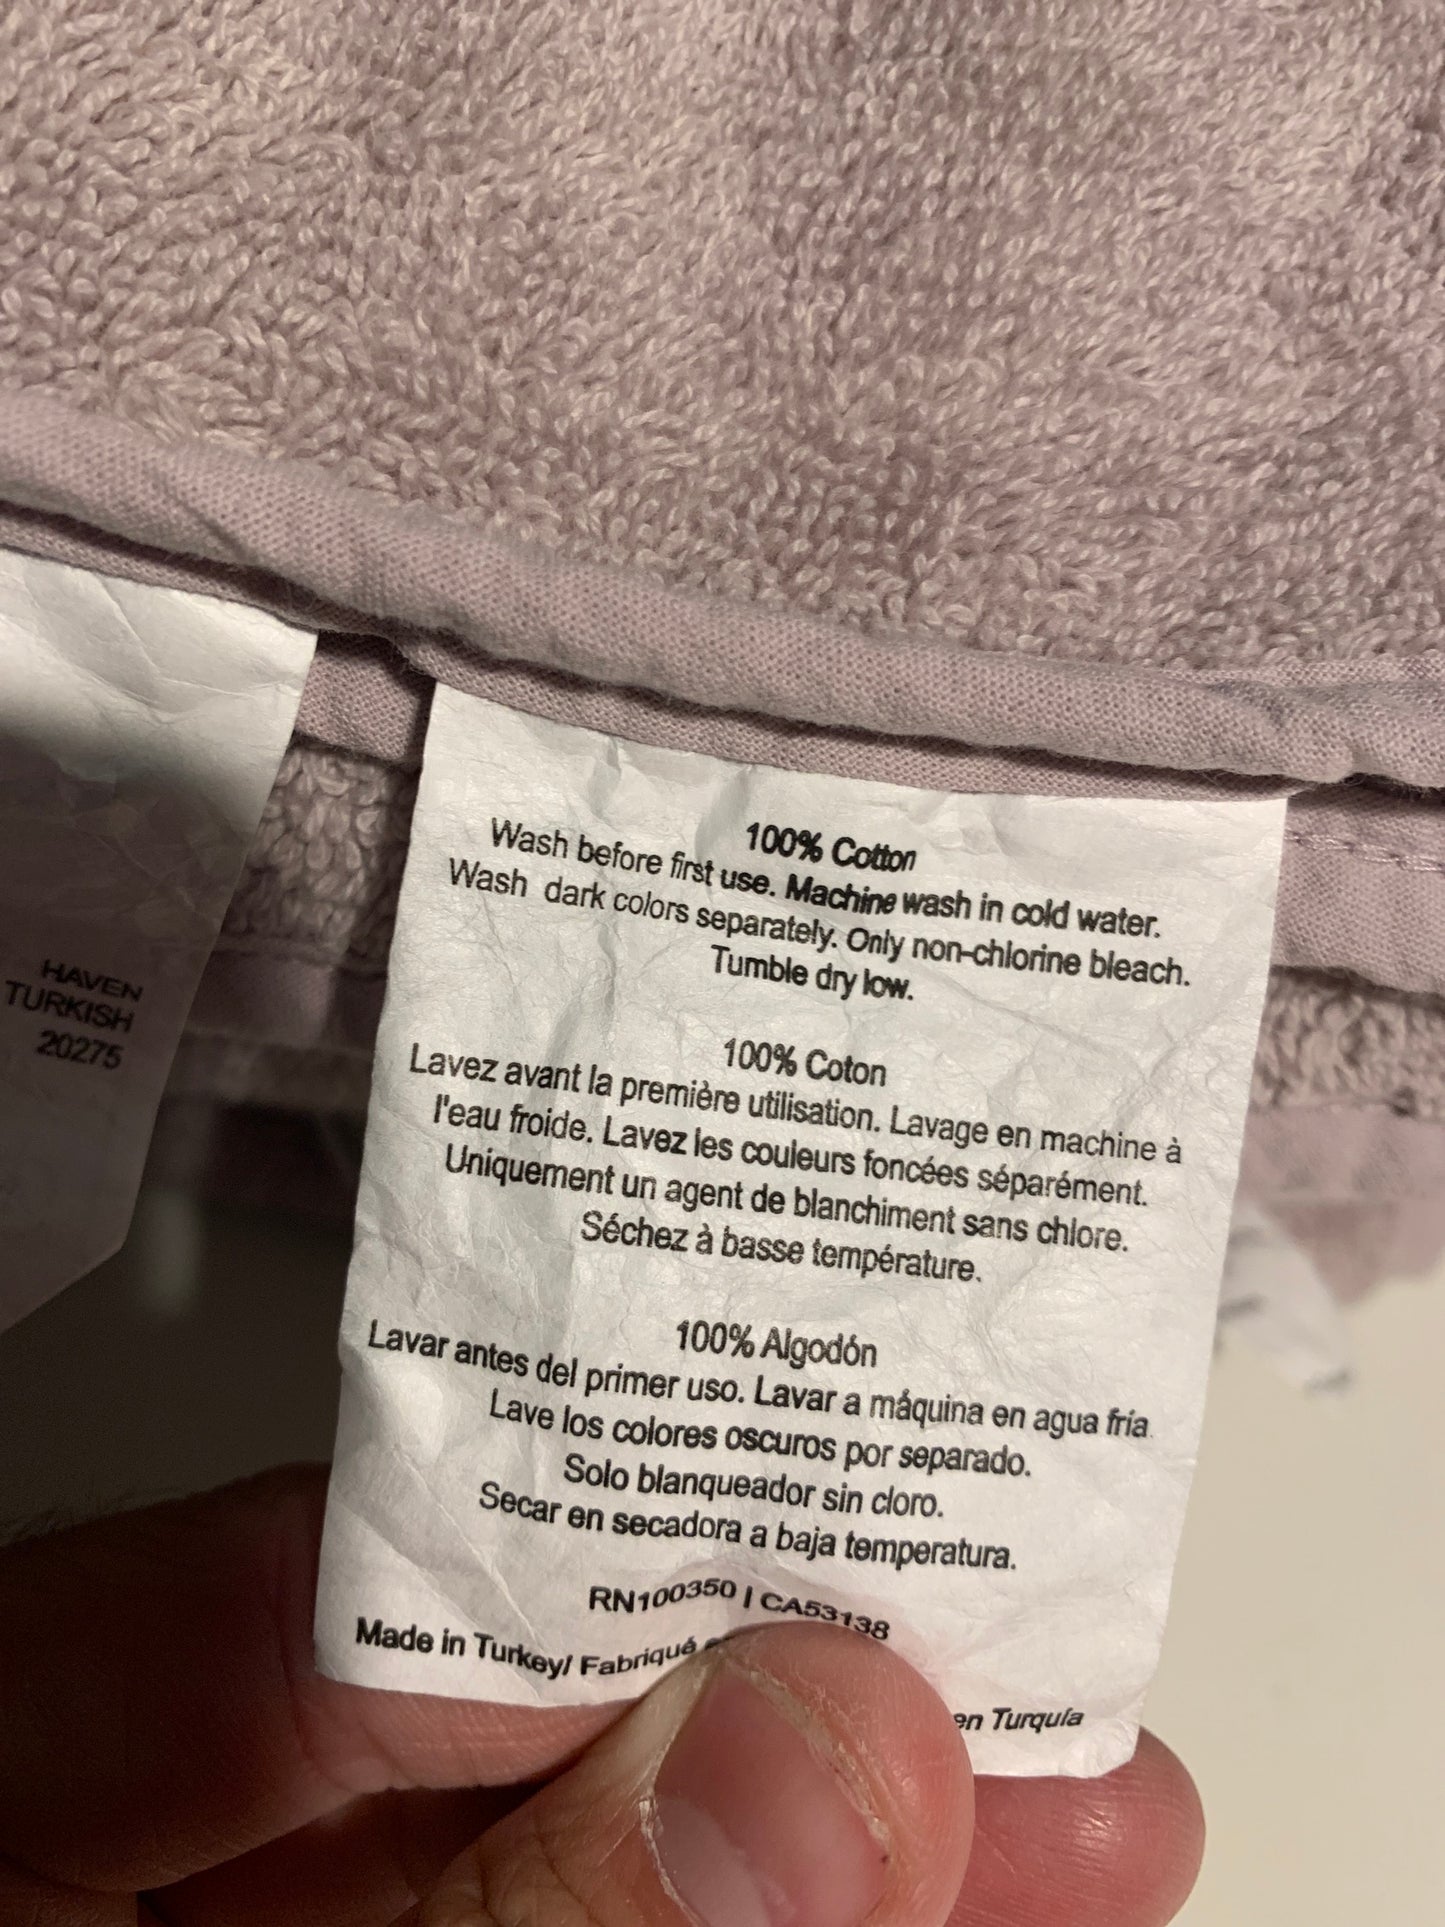 HAVEN
TURKISH
20275
100% Cotton
Wash before first use. Machine wash in cold water.
Wash dark colors separately. Only non-chlorine bleach.
Tumble dry low.
100% Coton
Lavez avant la première utilisation. Lavage en machine à
l'eau froide. Lavez les couleurs foncées séparément.
Uniquement un agent de blanchiment sans chlore.
Séchez à basse température.
100% Algodón
Lavar antes del primer uso. Lavar a máquina en agua fría.
Lave los colores oscuros por separado.
Solo blanqueador sin cloro.
Secar en secadora a baja temperatura.
RN100350 | CA53138
Made in Turkey/ Fabriqué en Turquía